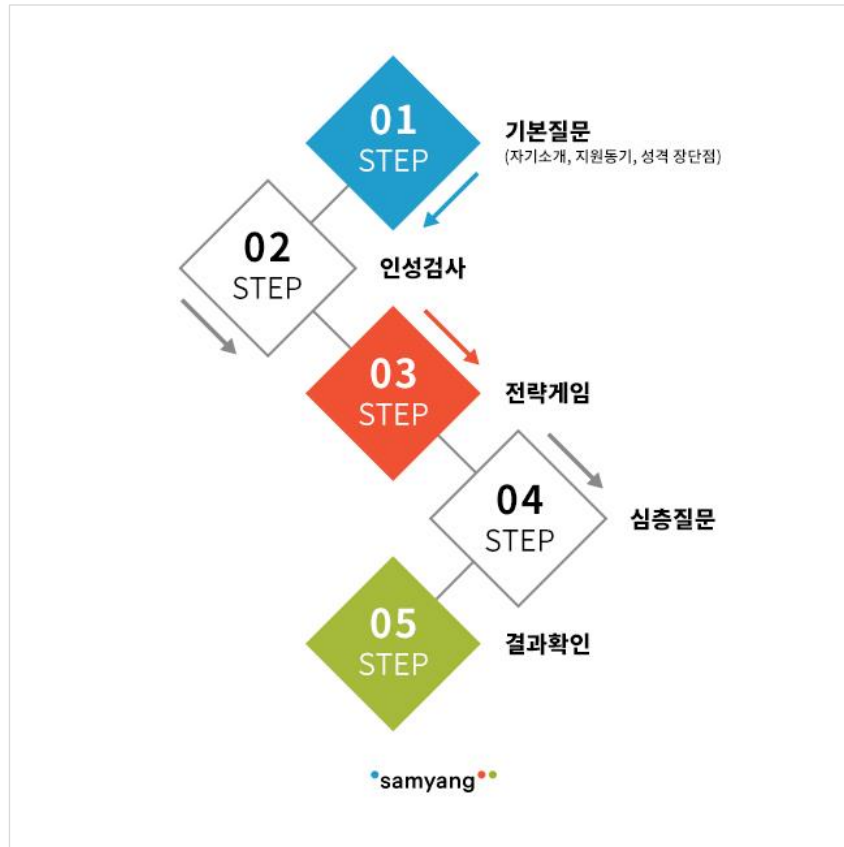 01
STEP
기본질문
(자기소개, 지원동기, 성격 장단점)
02
STEP
인성검사
03
STEP
전략게임
04
STEP
심층질문
05
STEP
결과확인
samyang